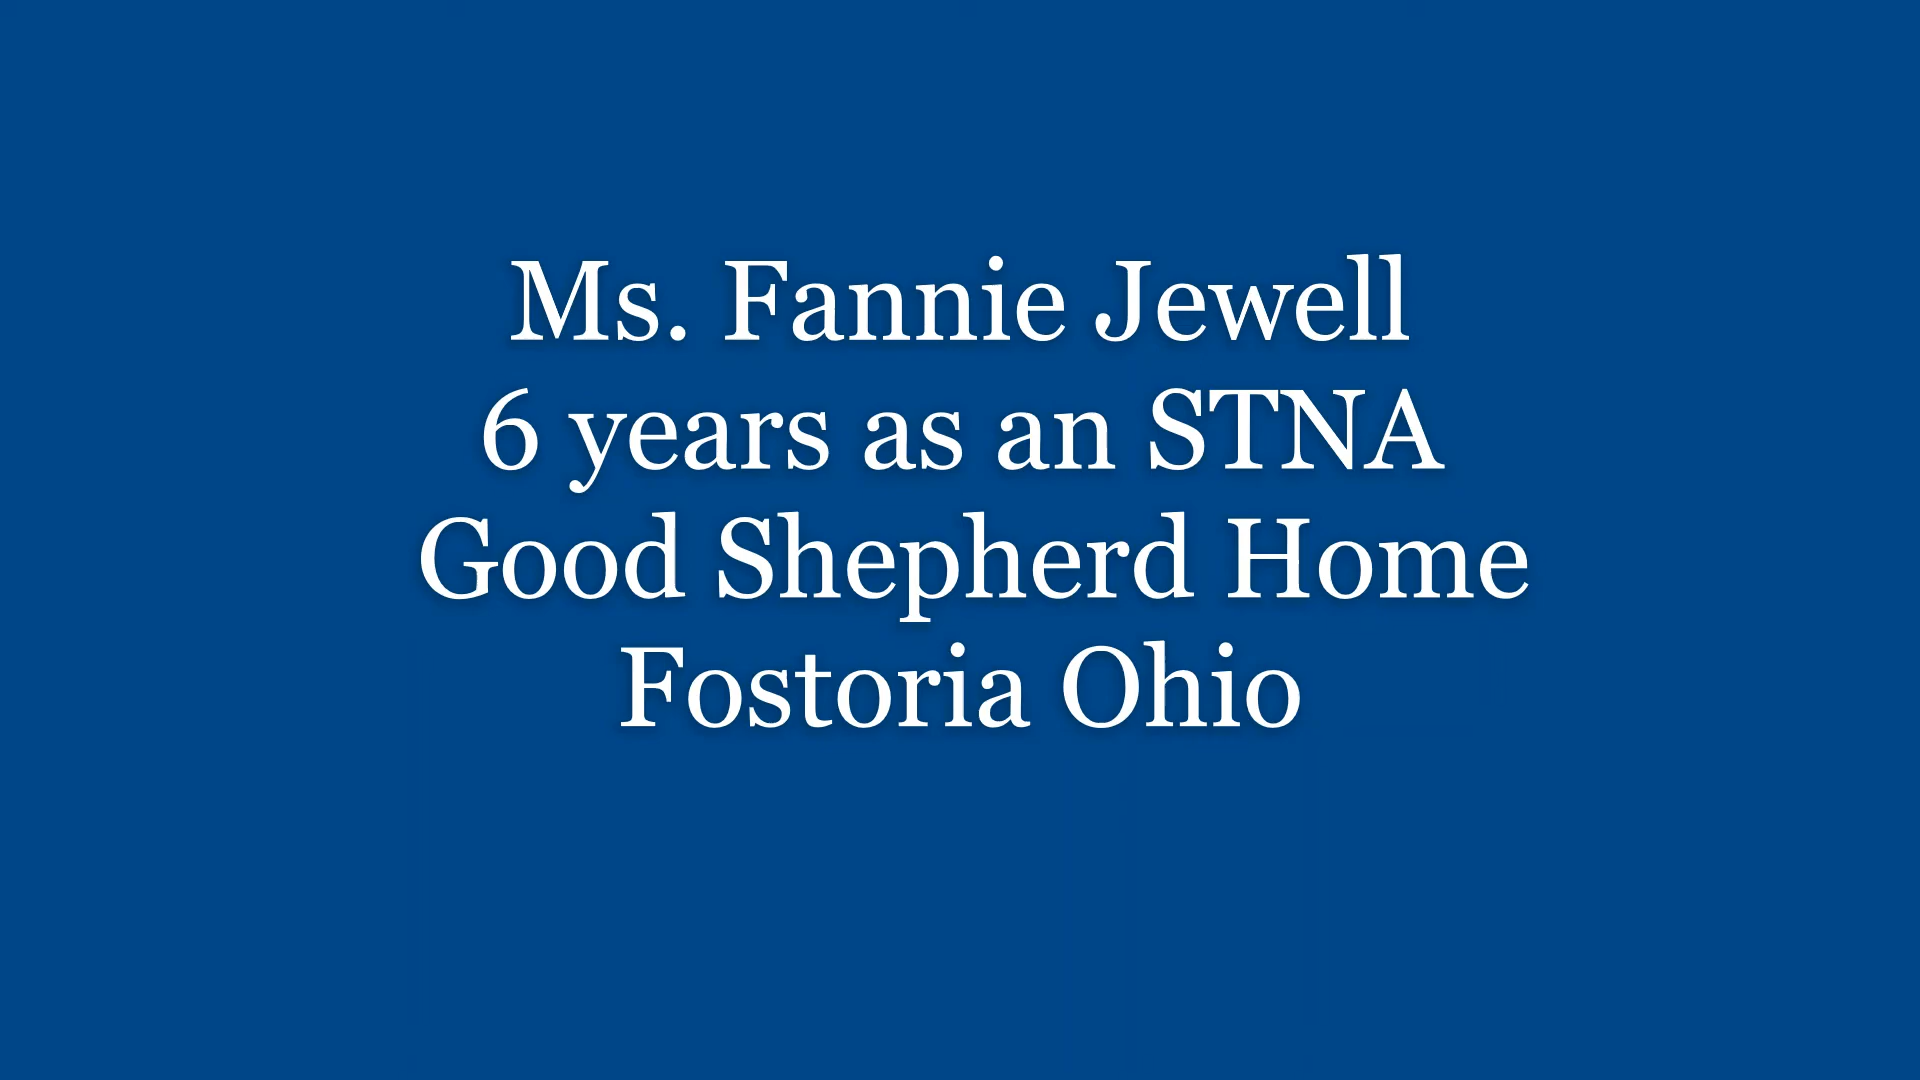 Ms. Fannie Jewell
6 years as an STNA
Good Shepherd Home
Fostoria Ohio